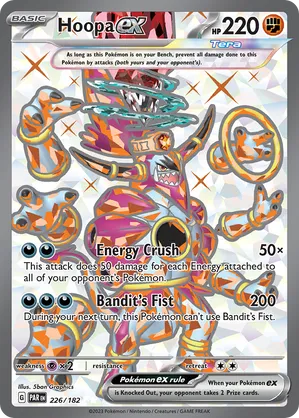 BASIC Hoopa ex HP 220
Tera
As long as this Pokémon is on your Bench, prevent all damage done to this
Pokémon by attacks (both yours and your opponent's).
Energy Crush 50×
This attack does 50 damage for each Energy attached to
all of your opponent's Pokémon.
Bandit's Fist 200
During your next turn, this Pokémon can't use Bandit's Fist.
weakness ×2 resistance retreat
Illus. 5ban Graphics
Pokémon ex rule
When your Pokémon ex
is Knocked Out, your opponent takes 2 Prize cards.
G PAR EN 226/182
©2023 Pokémon / Nintendo / Creatures / GAME FREAK